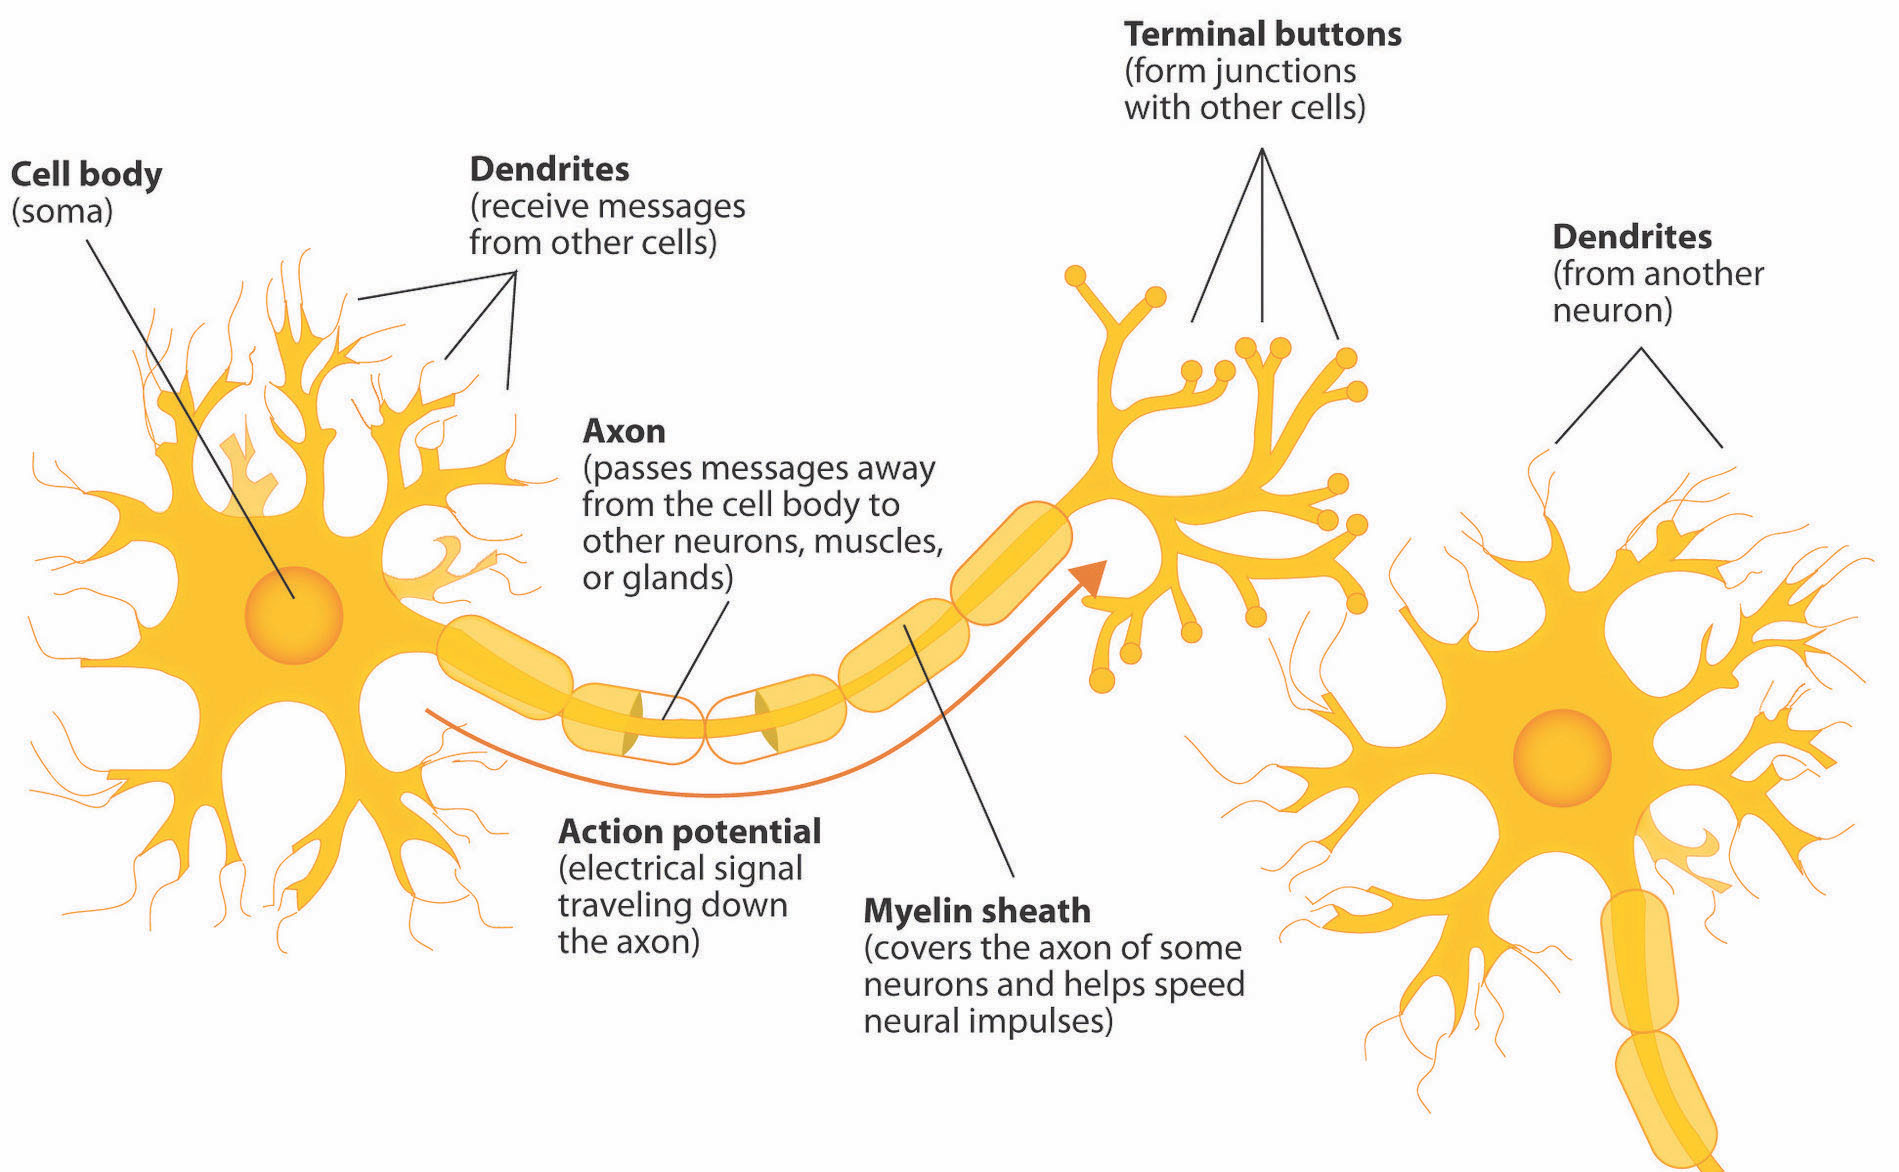 Terminal buttons
(form junctions
with other cells)
Cell body
(soma)
Dendrites
(receive messages
from other cells)
Dendrites
(from another
neuron)
Axon
(passes messages away
from the cell body to
other neurons, muscles,
or glands)
Action potential
(electrical signal
traveling down
the axon)
Myelin sheath
(covers the axon of some
neurons and helps speed
neural impulses)